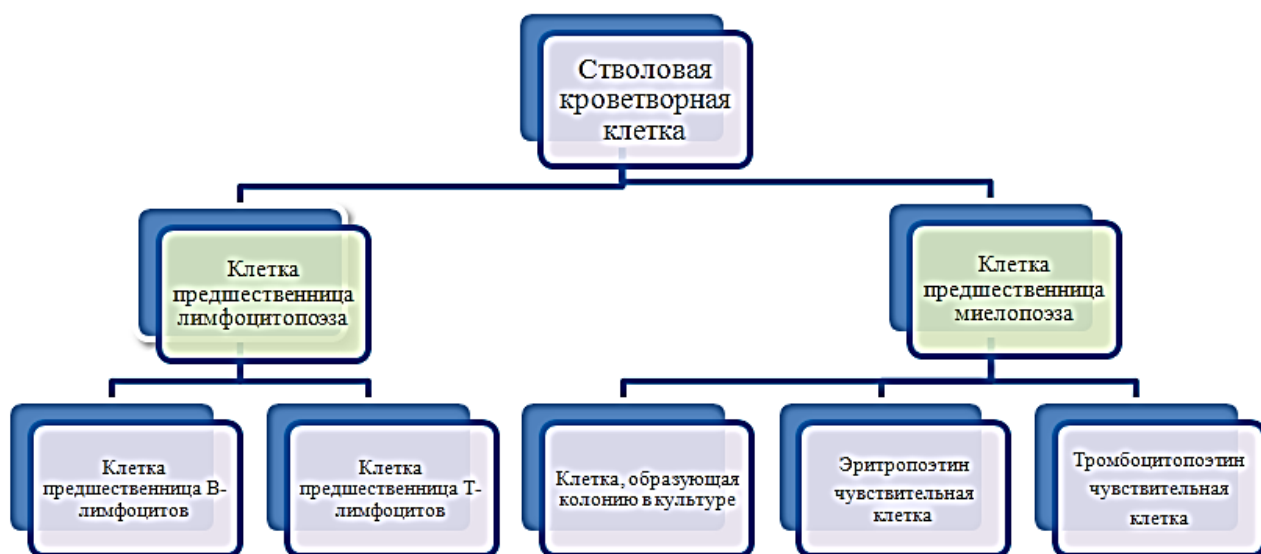 Стволовая
кроветворная
клетка
Клетка
предшественница
лимфоцитопоэза
Клетка
предшественница
миелопоэза
Клетка
предшественница В-
лимфоцитов
Клетка
предшественница Т-
лимфоцитов
Клетка, образующая
колонию в культуре
Эритропоэтин
чувствительная
клетка
Тромбоцитопоэтин
чувствительная
клетка